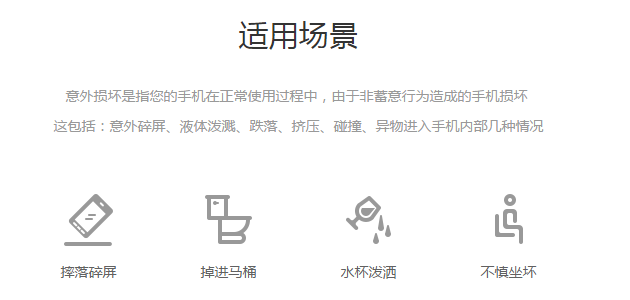 适用场景
意外损坏是指您的手机在正常使用过程中，由于非蓄意行为造成的手机损坏
这包括：意外碎屏、液体泼溅、跌落、挤压、碰撞、异物进入手机内部几种情况
摔落碎屏
掉进马桶
水杯泼洒
不慎坐坏